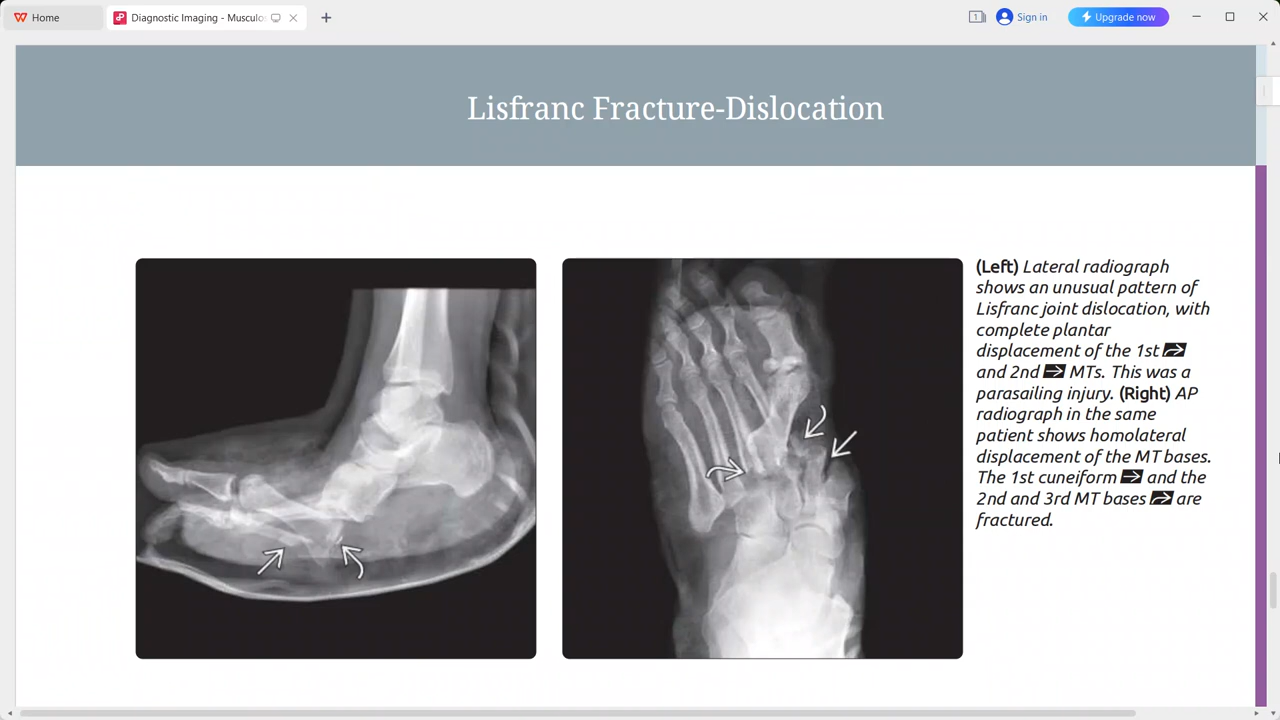 Home
Diagnostic Imaging - Musculo
1
Sign in
Upgrade now
Lisfranc Fracture-Dislocation
(Left) Lateral radiograph
shows an unusual pattern of
Lisfranc joint dislocation, with
complete plantar
displacement of the 1st
and 2nd MTs. This was a
parasailing injury. (Right) AP
radiograph in the same
patient shows homolateral
displacement of the MT bases.
The 1st cuneiform and the
2nd and 3rd MT bases are
fractured.